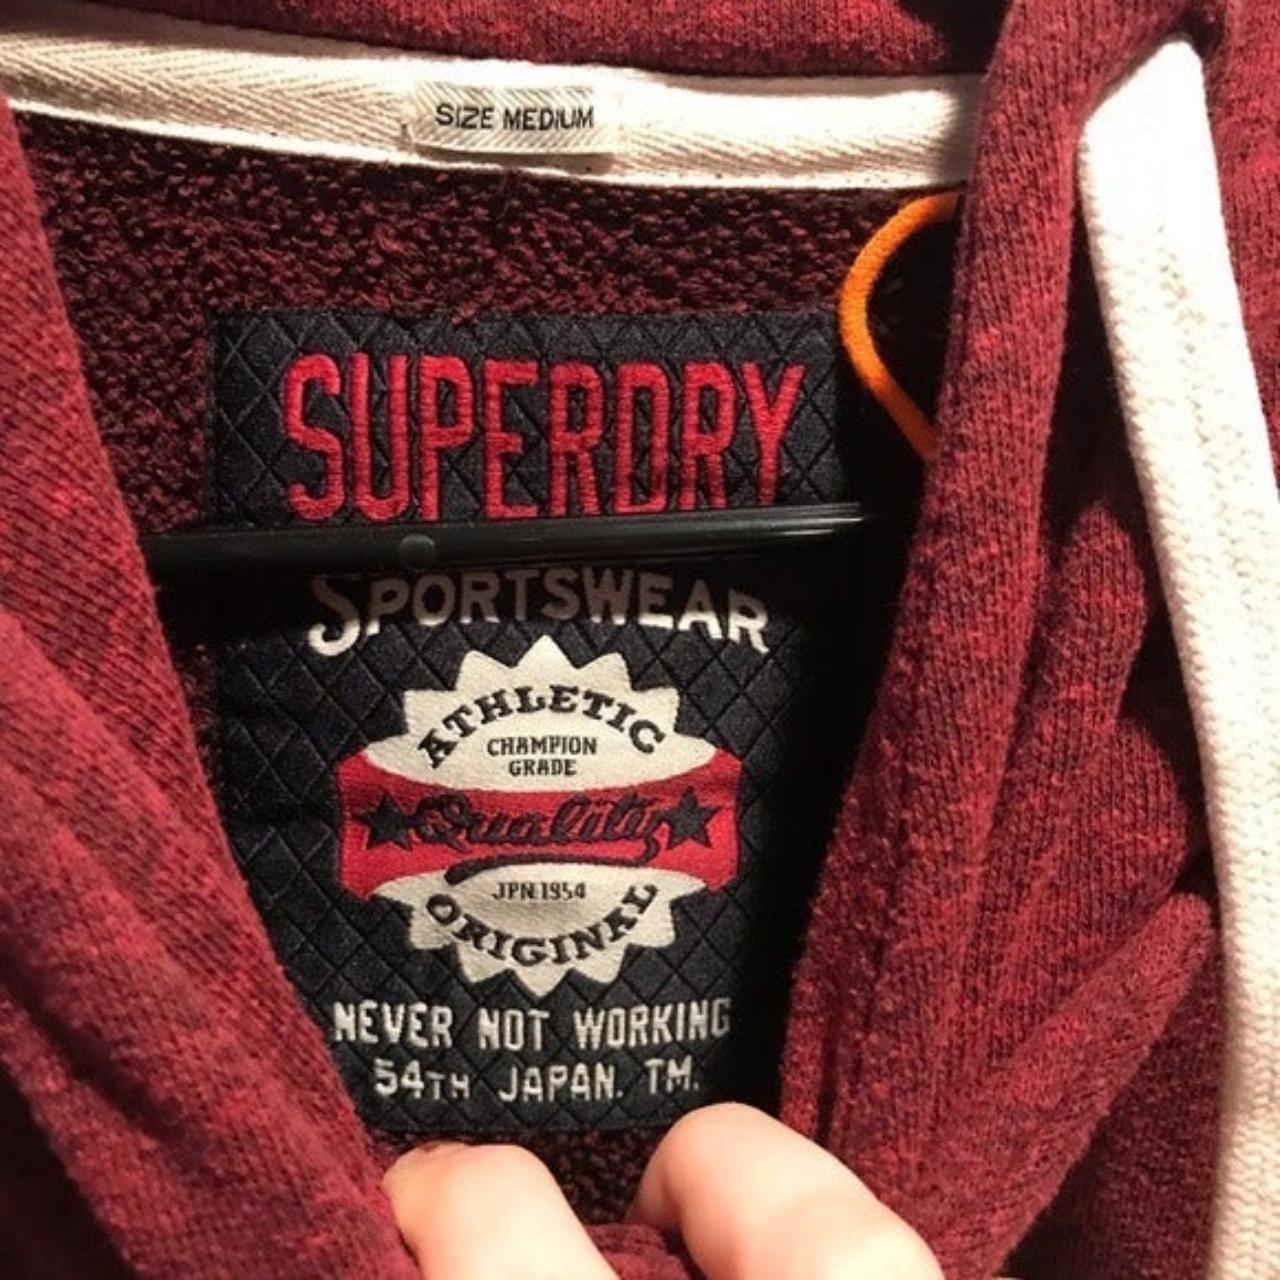 SIZE MEDIUM
SUPERDRY
SPORTSWEAR
ATHLETIC
CHAMPION
GRADE
Quality
JPN 1954
ORIGINAL
NEVER NOT WORKING
54TH JAPAN. TM.